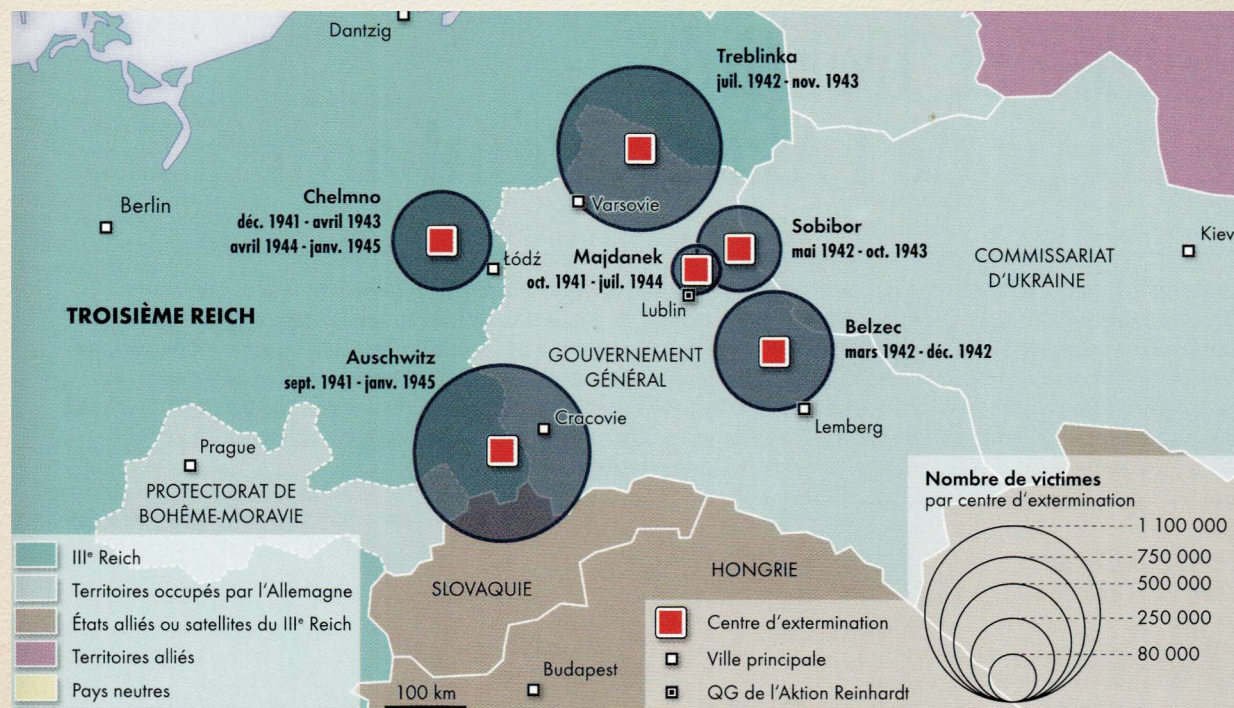 Dantzig
Treblinka
juil. 1942 - nov. 1943
Berlin
Chelmno
déc. 1941 - avril 1943
avril 1944 - janv. 1945
Varsovie
Łódź
Majdanek
oct. 1941 - juil. 1944
Lublin
Sobibor
mai 1942 - oct. 1943
COMMISSARIAT
D'UKRAINE
Kiev
TROISIÈME REICH
Auschwitz
sept. 1941 - janv. 1945
GOUVERNEMENT
GÉNÉRAL
Belzec
mars 1942 - déc. 1942
Cracovie
Lemberg
Prague
PROTECTORAT DE
BOHÊME-MORAVIE
SLOVAQUIE
HONGRIE
Budapest
100 km
IIIe Reich
Territoires occupés par l'Allemagne
États alliés ou satellites du IIIe Reich
Territoires alliés
Pays neutres
Centre d'extermination
Ville principale
QG de l'Aktion Reinhardt
Nombre de victimes
par centre d'extermination
1 100 000
750 000
500 000
250 000
80 000